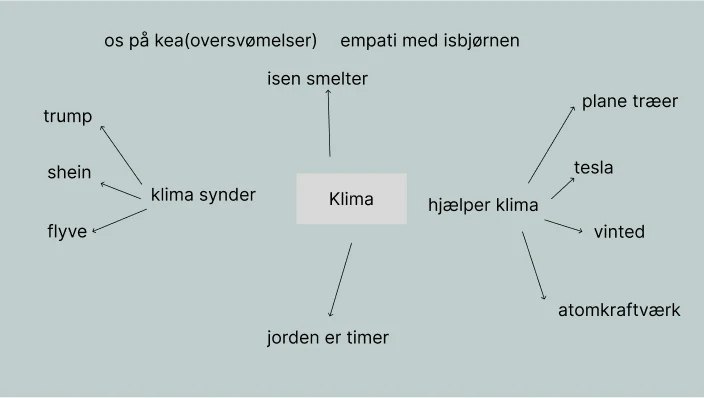 os på kea(oversvømelser)
empati med isbjørnen
isen smelter
trump
shein
flyve
klima synder
Klima
hjælper klima
plane træer
tesla
vinted
atomkraftværk
jorden er timer